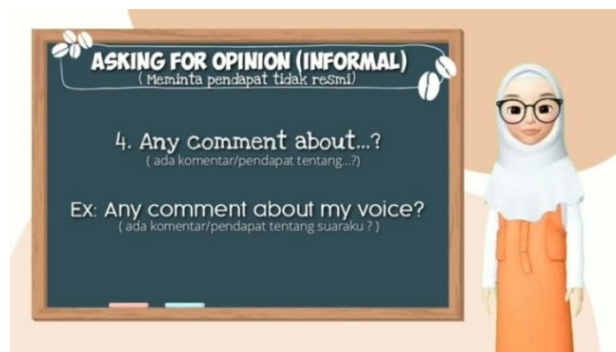 ASKING FOR OPINION (INFORMAL)
( Meminta pendapat tidak resmi)
4. Any comment about...?
( ada komentar/pendapat tentang...?)
Ex: Any comment about my voice?
( ada komentar/pendapat tentang suaraku ? )